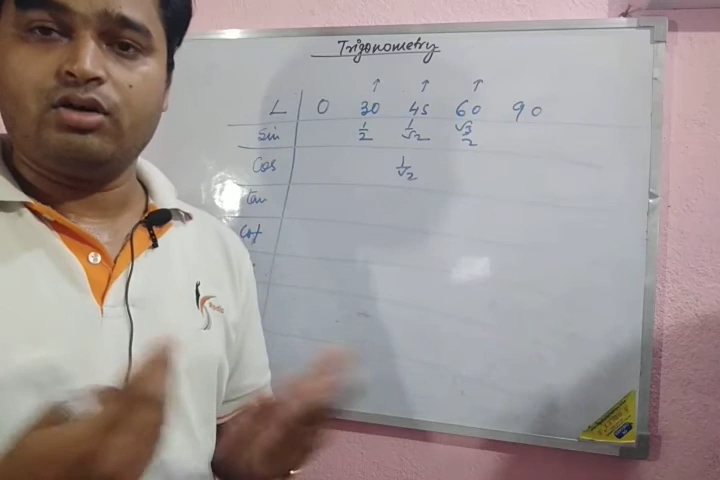 Trigonometry
↑ ↑ ↑
L 0 30 45 60 90
Sin 1/2 1/√2 √3/2
Cos 1/√2
tan
Cot